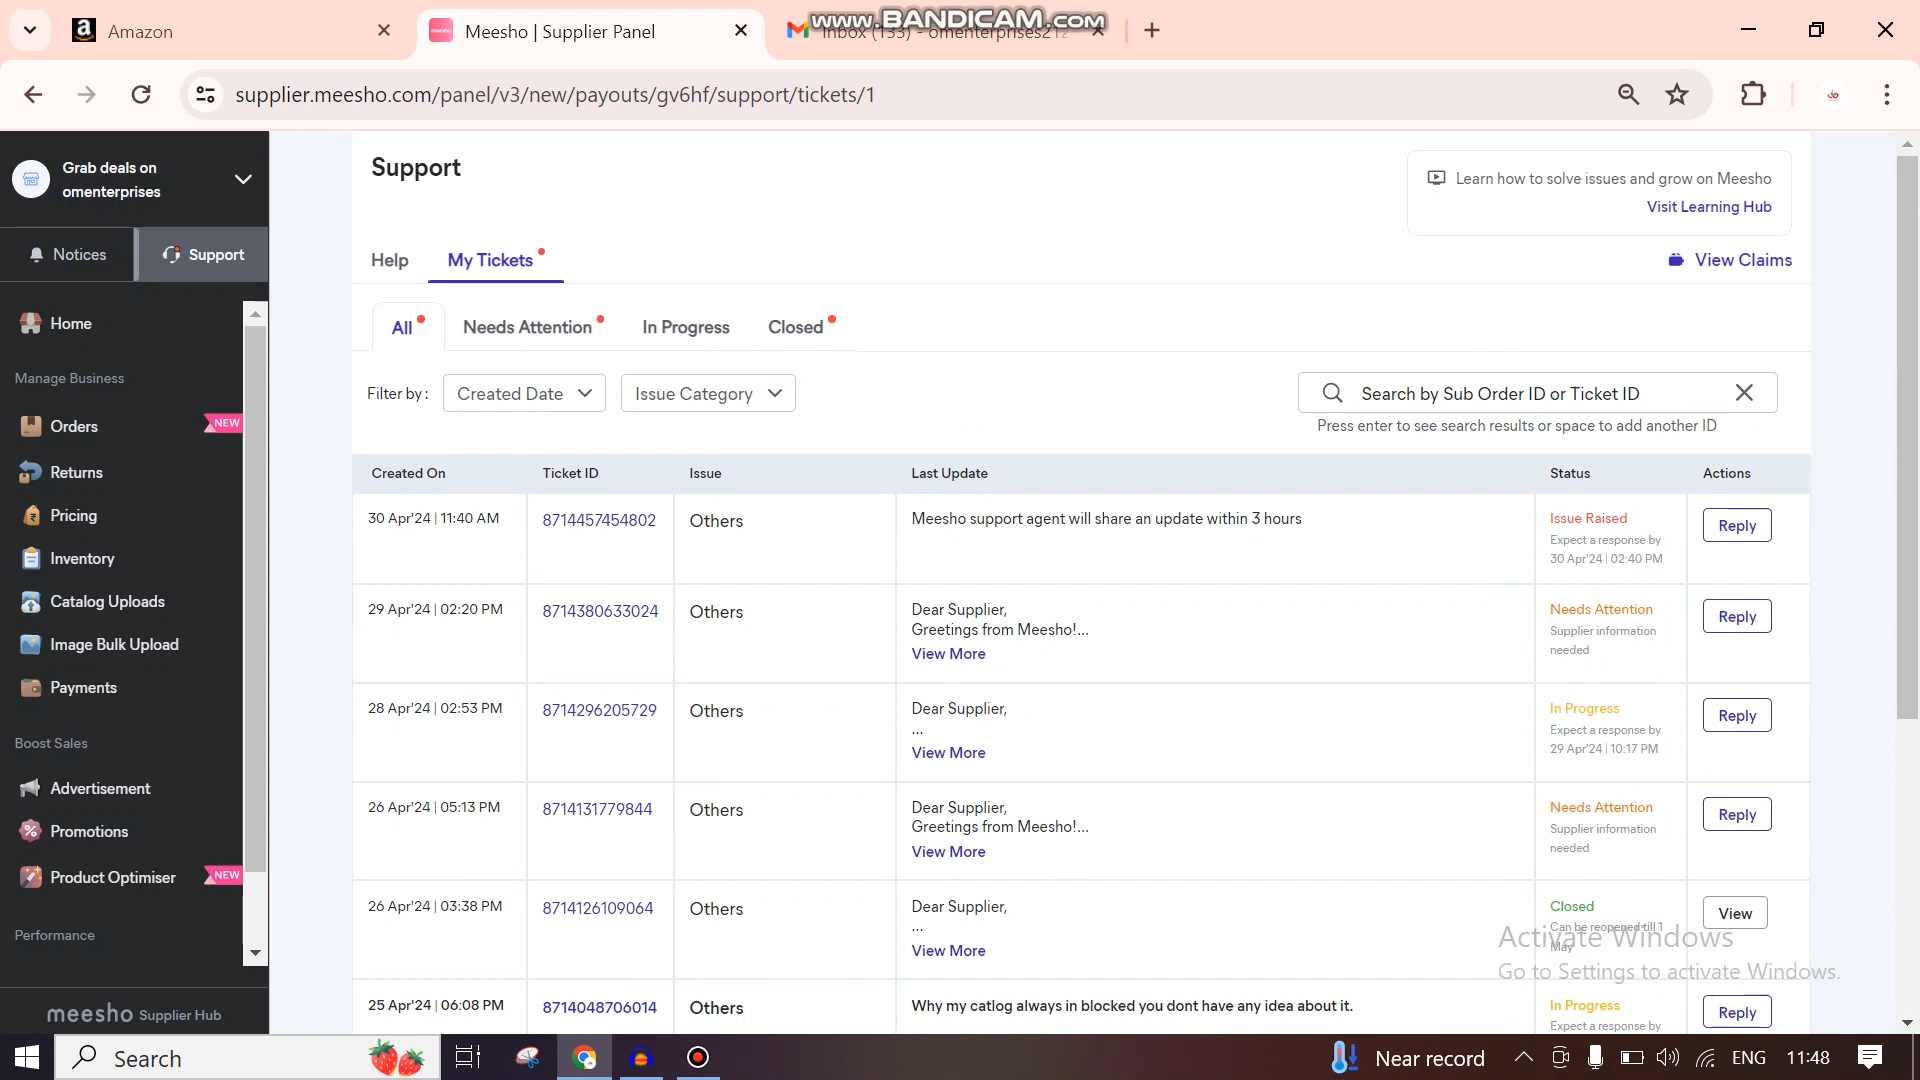 Amazon
Meesho | Supplier Panel
www.BANDICAM.com
Inbox (133) - omenterprises212
supplier.meesho.com/panel/v3/new/payouts/gv6hf/support/tickets/1
Grab deals on
omenterprises
Notices
Support
Home
Manage Business
Orders
NEW
Returns
Pricing
Inventory
Catalog Uploads
Image Bulk Upload
Payments
Boost Sales
Advertisement
Promotions
Product Optimiser
NEW
Performance
meesho Supplier Hub
Support
Learn how to solve issues and grow on Meesho
Visit Learning Hub
Help
My Tickets
View Claims
All
Needs Attention
In Progress
Closed
Filter by :
Created Date
Issue Category
Search by Sub Order ID or Ticket ID
Press enter to see search results or space to add another ID
Created On
Ticket ID
Issue
Last Update
Status
Actions
30 Apr'24 | 11:40 AM
8714457454802
Others
Meesho support agent will share an update within 3 hours
Issue Raised
Expect a response by
30 Apr'24 | 02:40 PM
Reply
29 Apr'24 | 02:20 PM
8714380633024
Others
Dear Supplier,
Greetings from Meesho!...
View More
Needs Attention
Supplier information
needed
Reply
28 Apr'24 | 02:53 PM
8714296205729
Others
Dear Supplier,
...
View More
In Progress
Expect a response by
29 Apr'24 | 10:17 PM
Reply
26 Apr'24 | 05:13 PM
8714131779844
Others
Dear Supplier,
Greetings from Meesho!...
View More
Needs Attention
Supplier information
needed
Reply
26 Apr'24 | 03:38 PM
8714126109064
Others
Dear Supplier,
...
View More
Closed
Can be reopened till 1
May
View
25 Apr'24 | 06:08 PM
8714048706014
Others
Why my catlog always in blocked you dont have any idea about it.
In Progress
Expect a response by
Reply
Activate Windows
Go to Settings to activate Windows.
Search
Near record
ENG
11:48